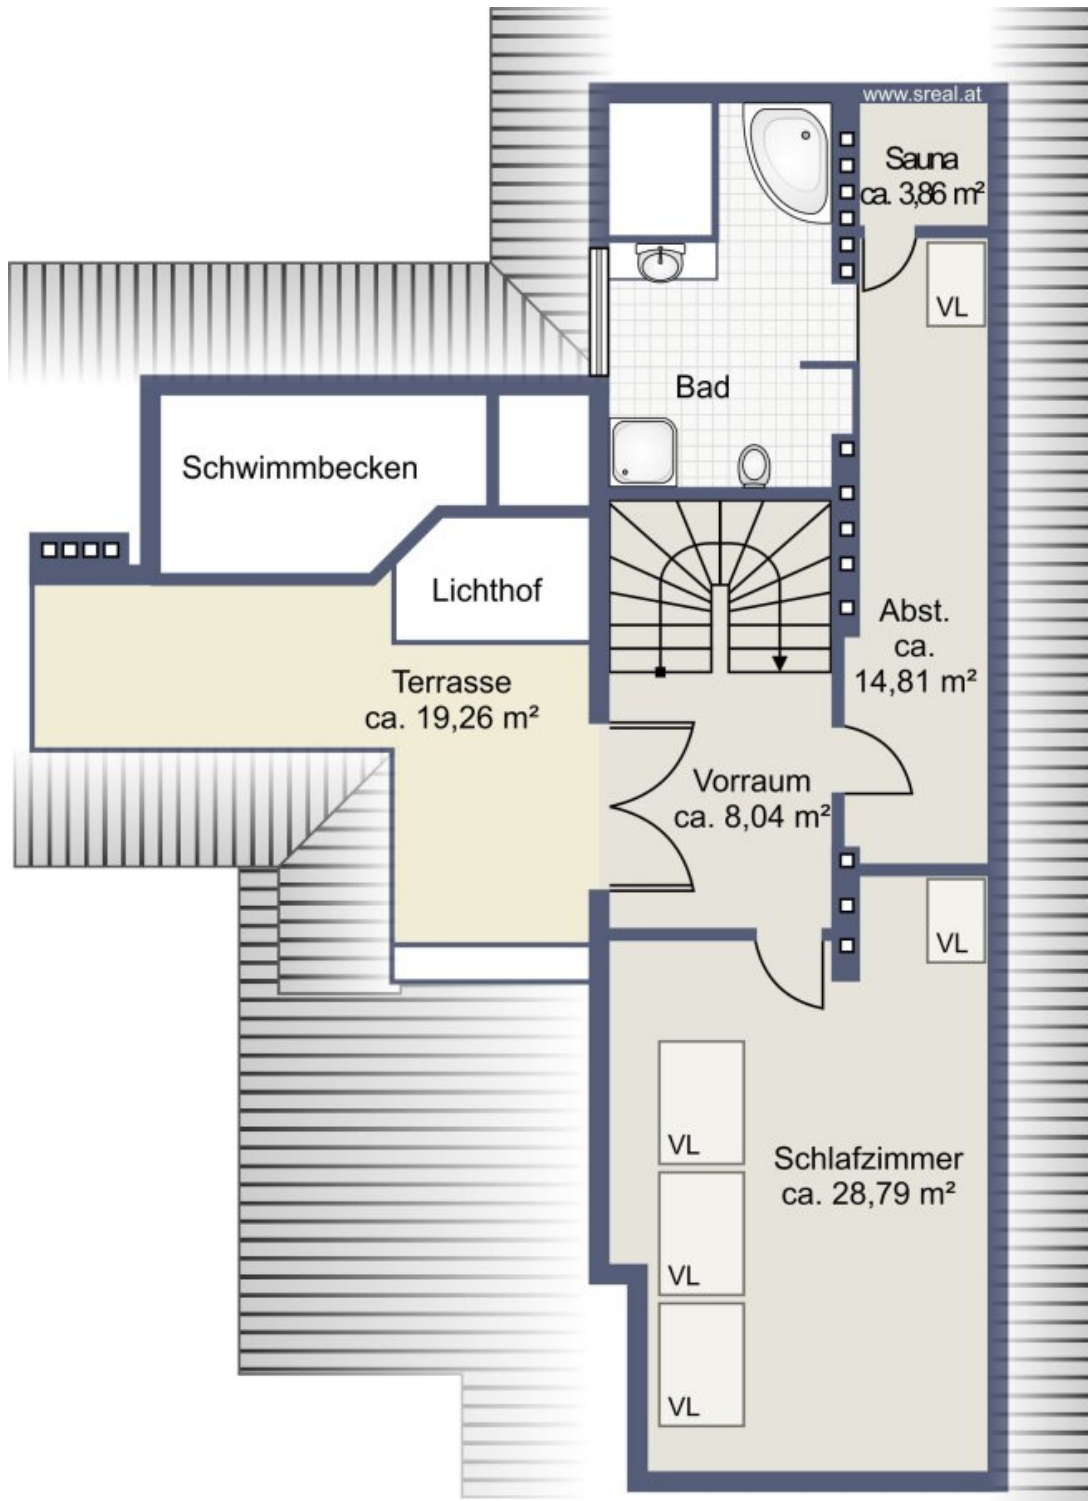 www.sreal.at
Sauna
ca. 3,86 m²
VL
Bad
Schwimmbecken
Lichthof
Abst.
ca.
14,81 m²
Terrasse
ca. 19,26 m²
Vorraum
ca. 8,04 m²
VL
VL
Schlafzimmer
ca. 28,79 m²
VL
VL